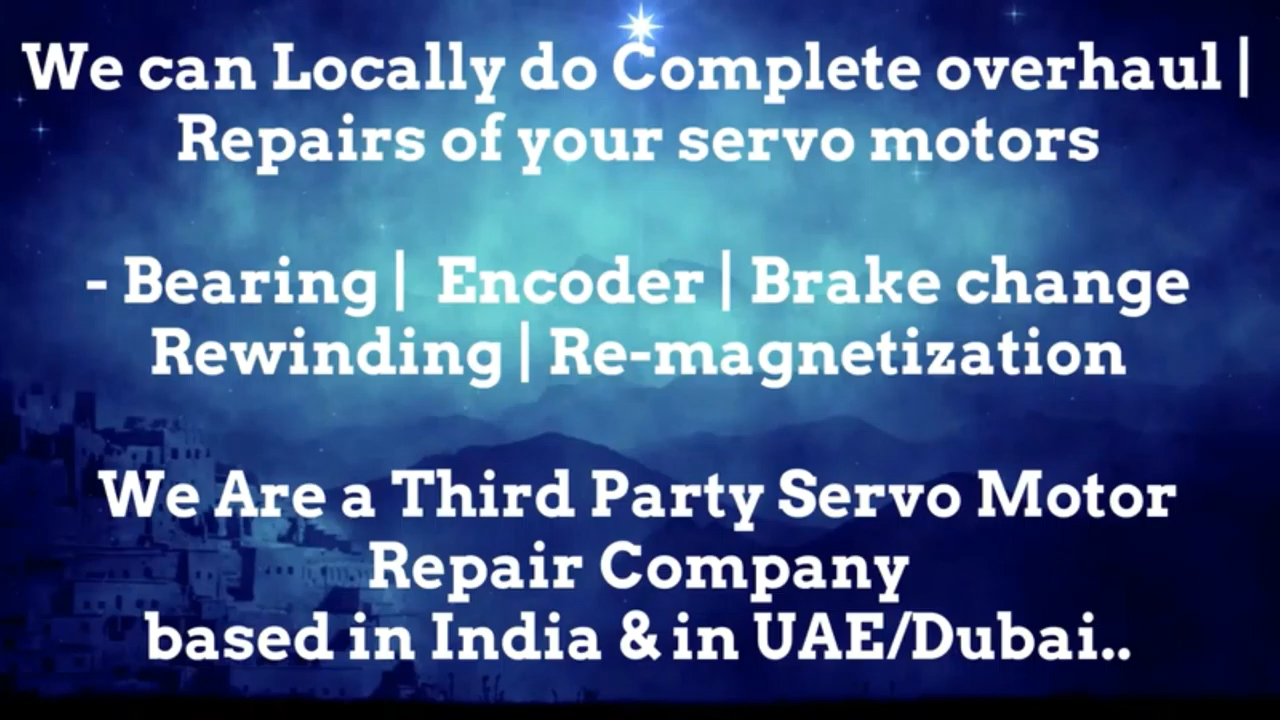 We can Locally do Complete overhaul |
Repairs of your servo motors
- Bearing | Encoder | Brake change
Rewinding | Re-magnetization
We Are a Third Party Servo Motor
Repair Company
based in India & in UAE/Dubai..